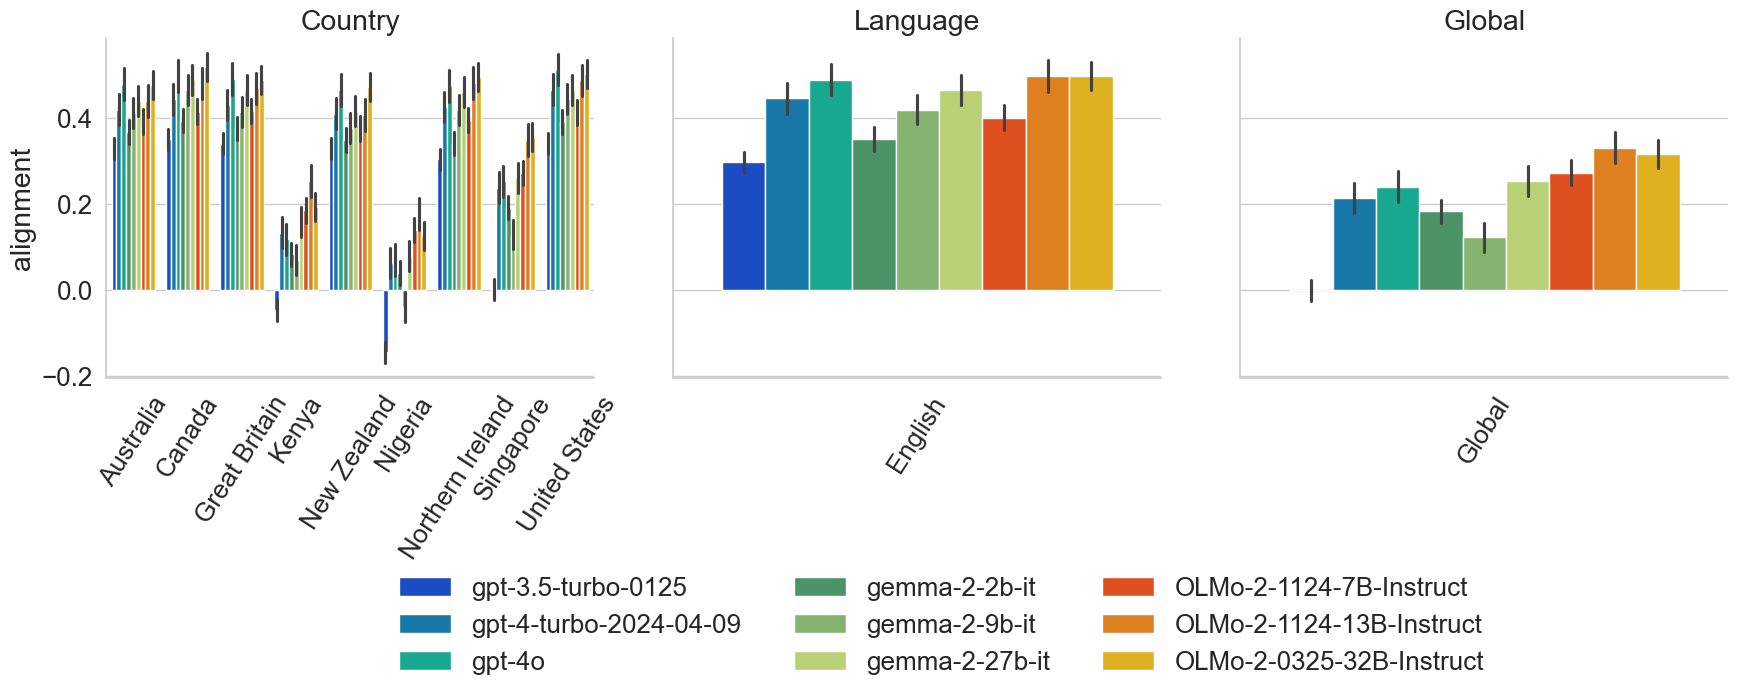 Country
Language
Global
alignment
0.4
0.2
0.0
−0.2
Australia
Canada
Great Britain
Kenya
New Zealand
Nigeria
Northern Ireland
Singapore
United States
English
Global
gpt-3.5-turbo-0125
gpt-4-turbo-2024-04-09
gpt-4o
gemma-2-2b-it
gemma-2-9b-it
gemma-2-27b-it
OLMo-2-1124-7B-Instruct
OLMo-2-1124-13B-Instruct
OLMo-2-0325-32B-Instruct